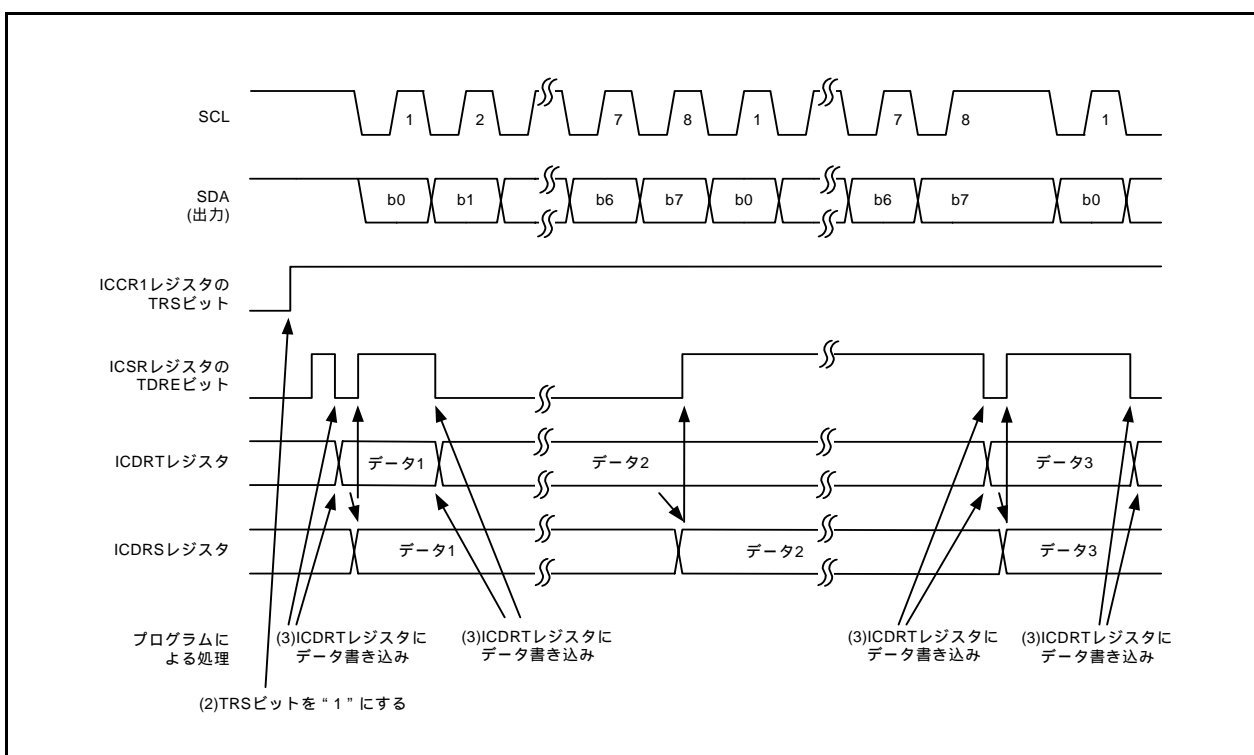 SCL
1 2 7 8 1 7 8 1
SDA
(出力)
b0 b1 b6 b7 b0 b6 b7 b0
ICCR1レジスタの
TRSビット
ICSRレジスタの
TDREビット
ICDRTレジスタ
データ1 データ2 データ3
ICDRSレジスタ
データ1 データ2 データ3
プログラムに
よる処理
(3)ICDRTレジスタに
データ書き込み
(3)ICDRTレジスタに
データ書き込み
(3)ICDRTレジスタに
データ書き込み
(3)ICDRTレジスタに
データ書き込み
(2)TRSビットを“1”にする